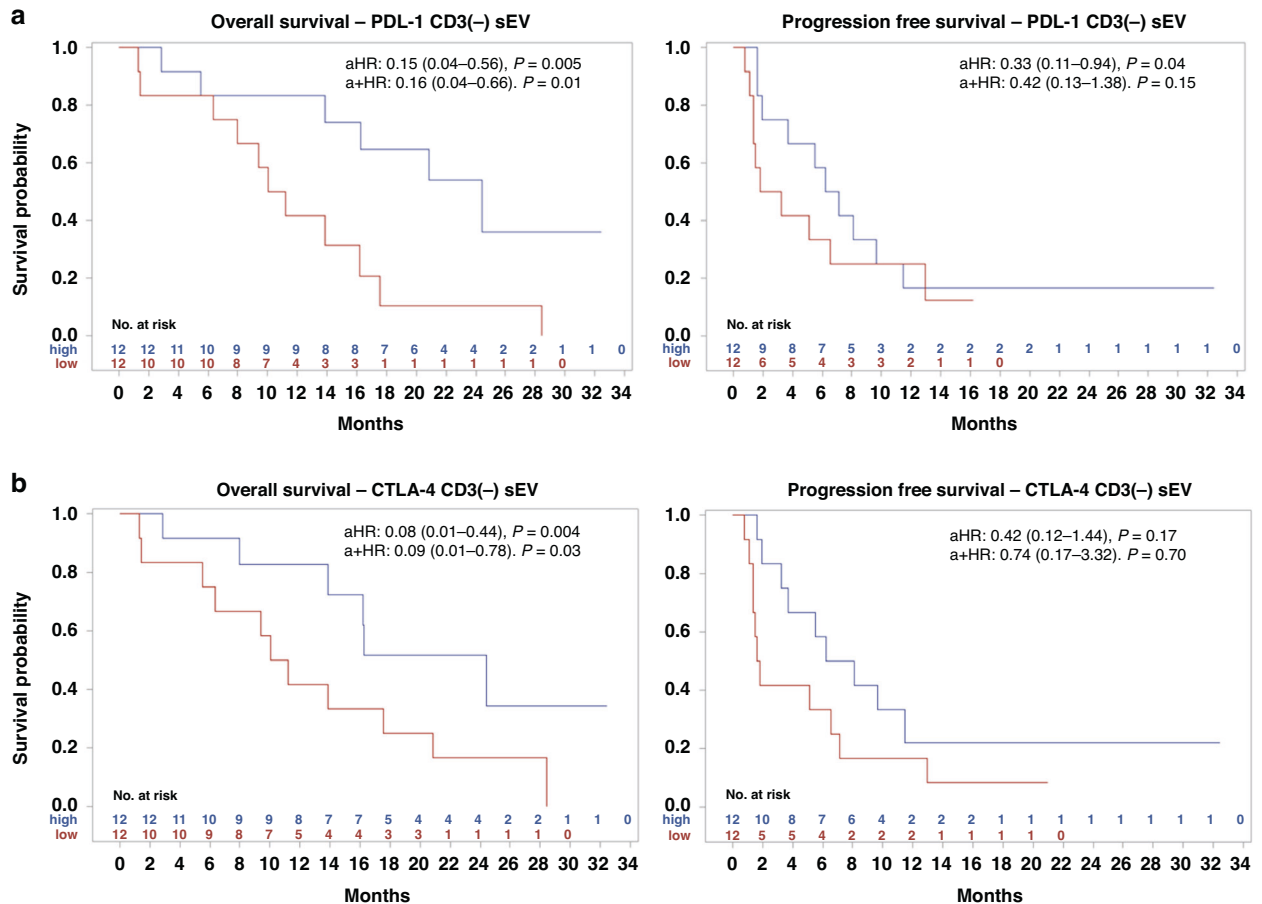 a
Overall survival – PDL-1 CD3(–) sEV
aHR: 0.15 (0.04–0.56), P = 0.005
a+HR: 0.16 (0.04–0.66). P = 0.01
Survival probability
1.0
0.8
0.6
0.4
0.2
0.0
No. at risk
high 12 12 11 10 9 9 9 8 8 7 6 4 4 2 2 1 1 0
low 12 10 10 10 8 7 4 3 3 1 1 1 1 1 1 0
0 2 4 6 8 10 12 14 16 18 20 22 24 26 28 30 32 34
Months
Progression free survival – PDL-1 CD3(–) sEV
aHR: 0.33 (0.11–0.94), P = 0.04
a+HR: 0.42 (0.13–1.38). P = 0.15
1.0
0.8
0.6
0.4
0.2
0.0
No. at risk
high 12 9 8 7 5 3 2 2 2 2 2 1 1 1 1 1 1 0
low 12 6 5 4 3 3 2 1 1 0
0 2 4 6 8 10 12 14 16 18 20 22 24 26 28 30 32 34
Months
b
Overall survival – CTLA-4 CD3(–) sEV
aHR: 0.08 (0.01–0.44), P = 0.004
a+HR: 0.09 (0.01–0.78). P = 0.03
Survival probability
1.0
0.8
0.6
0.4
0.2
0.0
No. at risk
high 12 12 11 10 9 9 8 7 7 5 4 4 4 2 2 1 1 0
low 12 10 10 9 8 7 5 4 4 3 3 1 1 1 1 0
0 2 4 6 8 10 12 14 16 18 20 22 24 26 28 30 32 34
Months
Progression free survival – CTLA-4 CD3(–) sEV
aHR: 0.42 (0.12–1.44), P = 0.17
a+HR: 0.74 (0.17–3.32). P = 0.70
1.0
0.8
0.6
0.4
0.2
0.0
No. at risk
high 12 10 8 7 6 4 2 2 2 1 1 1 1 1 1 1 1 0
low 12 5 5 4 2 2 2 1 1 1 1 0
0 2 4 6 8 10 12 14 16 18 20 22 24 26 28 30 32 34
Months